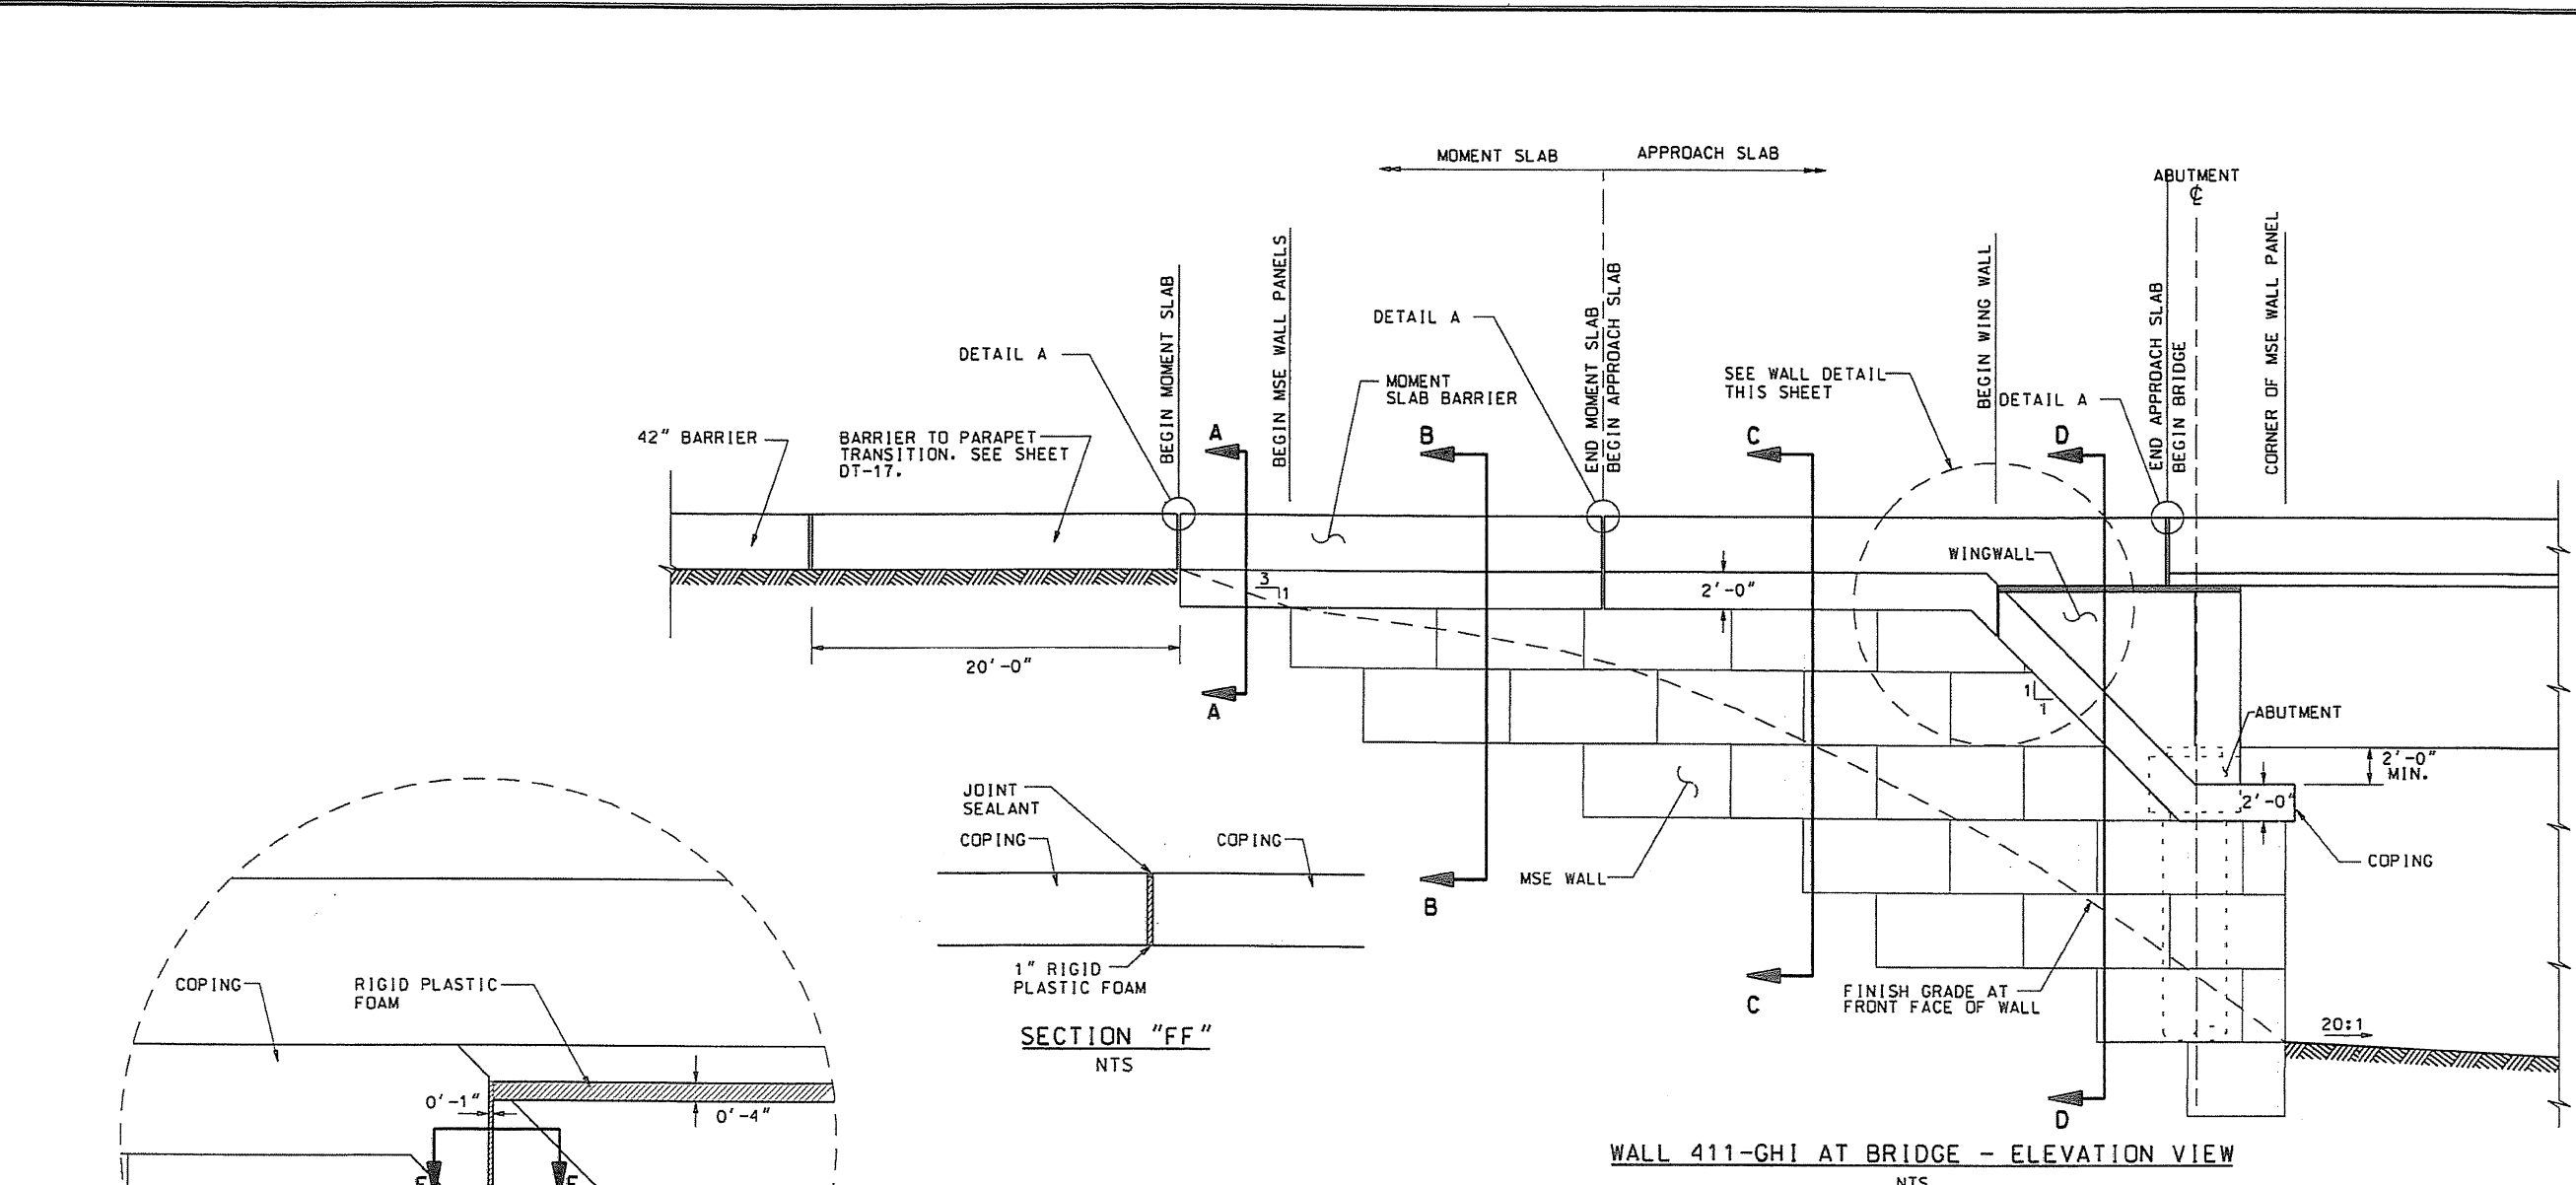 MOMENT SLAB
APPROACH SLAB
ABUTMENT
℄
BEGIN MOMENT SLAB
BEGIN MSE WALL PANELS
END MOMENT SLAB
BEGIN APPROACH SLAB
BEGIN WING WALL
END APPROACH SLAB
BEGIN BRIDGE
CORNER OF MSE WALL PANEL
DETAIL A
DETAIL A
MOMENT
SLAB BARRIER
SEE WALL DETAIL
THIS SHEET
DETAIL A
42" BARRIER
BARRIER TO PARAPET
TRANSITION. SEE SHEET
DT-17.
A
B
C
D
WINGWALL
3
1
2'-0"
20'-0"
A
1
1
ABUTMENT
2'-0"
MIN.
2'-0"
COPING
JOINT
SEALANT
COPING
COPING
MSE WALL
B
1" RIGID
PLASTIC FOAM
SECTION "FF"
NTS
C
FINISH GRADE AT
FRONT FACE OF WALL
20:1
D
COPING
RIGID PLASTIC
FOAM
0'-1"
0'-4"
F
F
WALL 411-GHI AT BRIDGE - ELEVATION VIEW
NTS